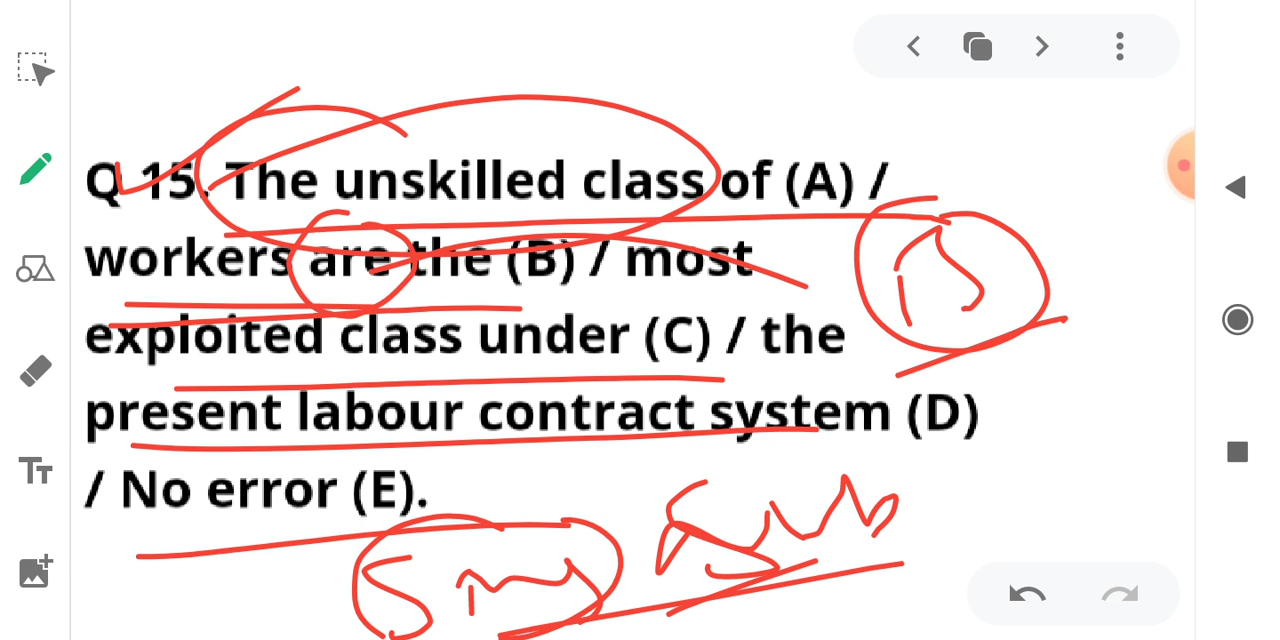 Q 15. The unskilled class of (A) /
workers are the (B) / most
exploited class under (C) / the
present labour contract system (D)
/ No error (E).